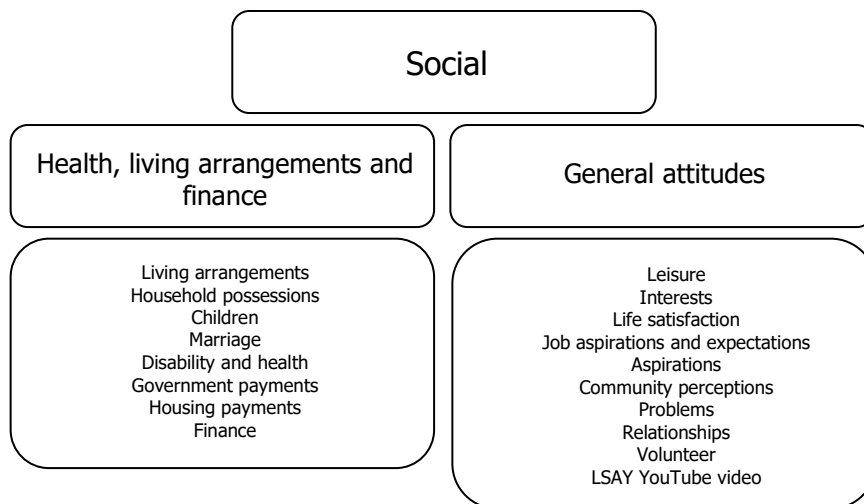 Social
Health, living arrangements and
finance
General attitudes
Living arrangements
Household possessions
Children
Marriage
Disability and health
Government payments
Housing payments
Finance
Leisure
Interests
Life satisfaction
Job aspirations and expectations
Aspirations
Community perceptions
Problems
Relationships
Volunteer
LSAY YouTube video